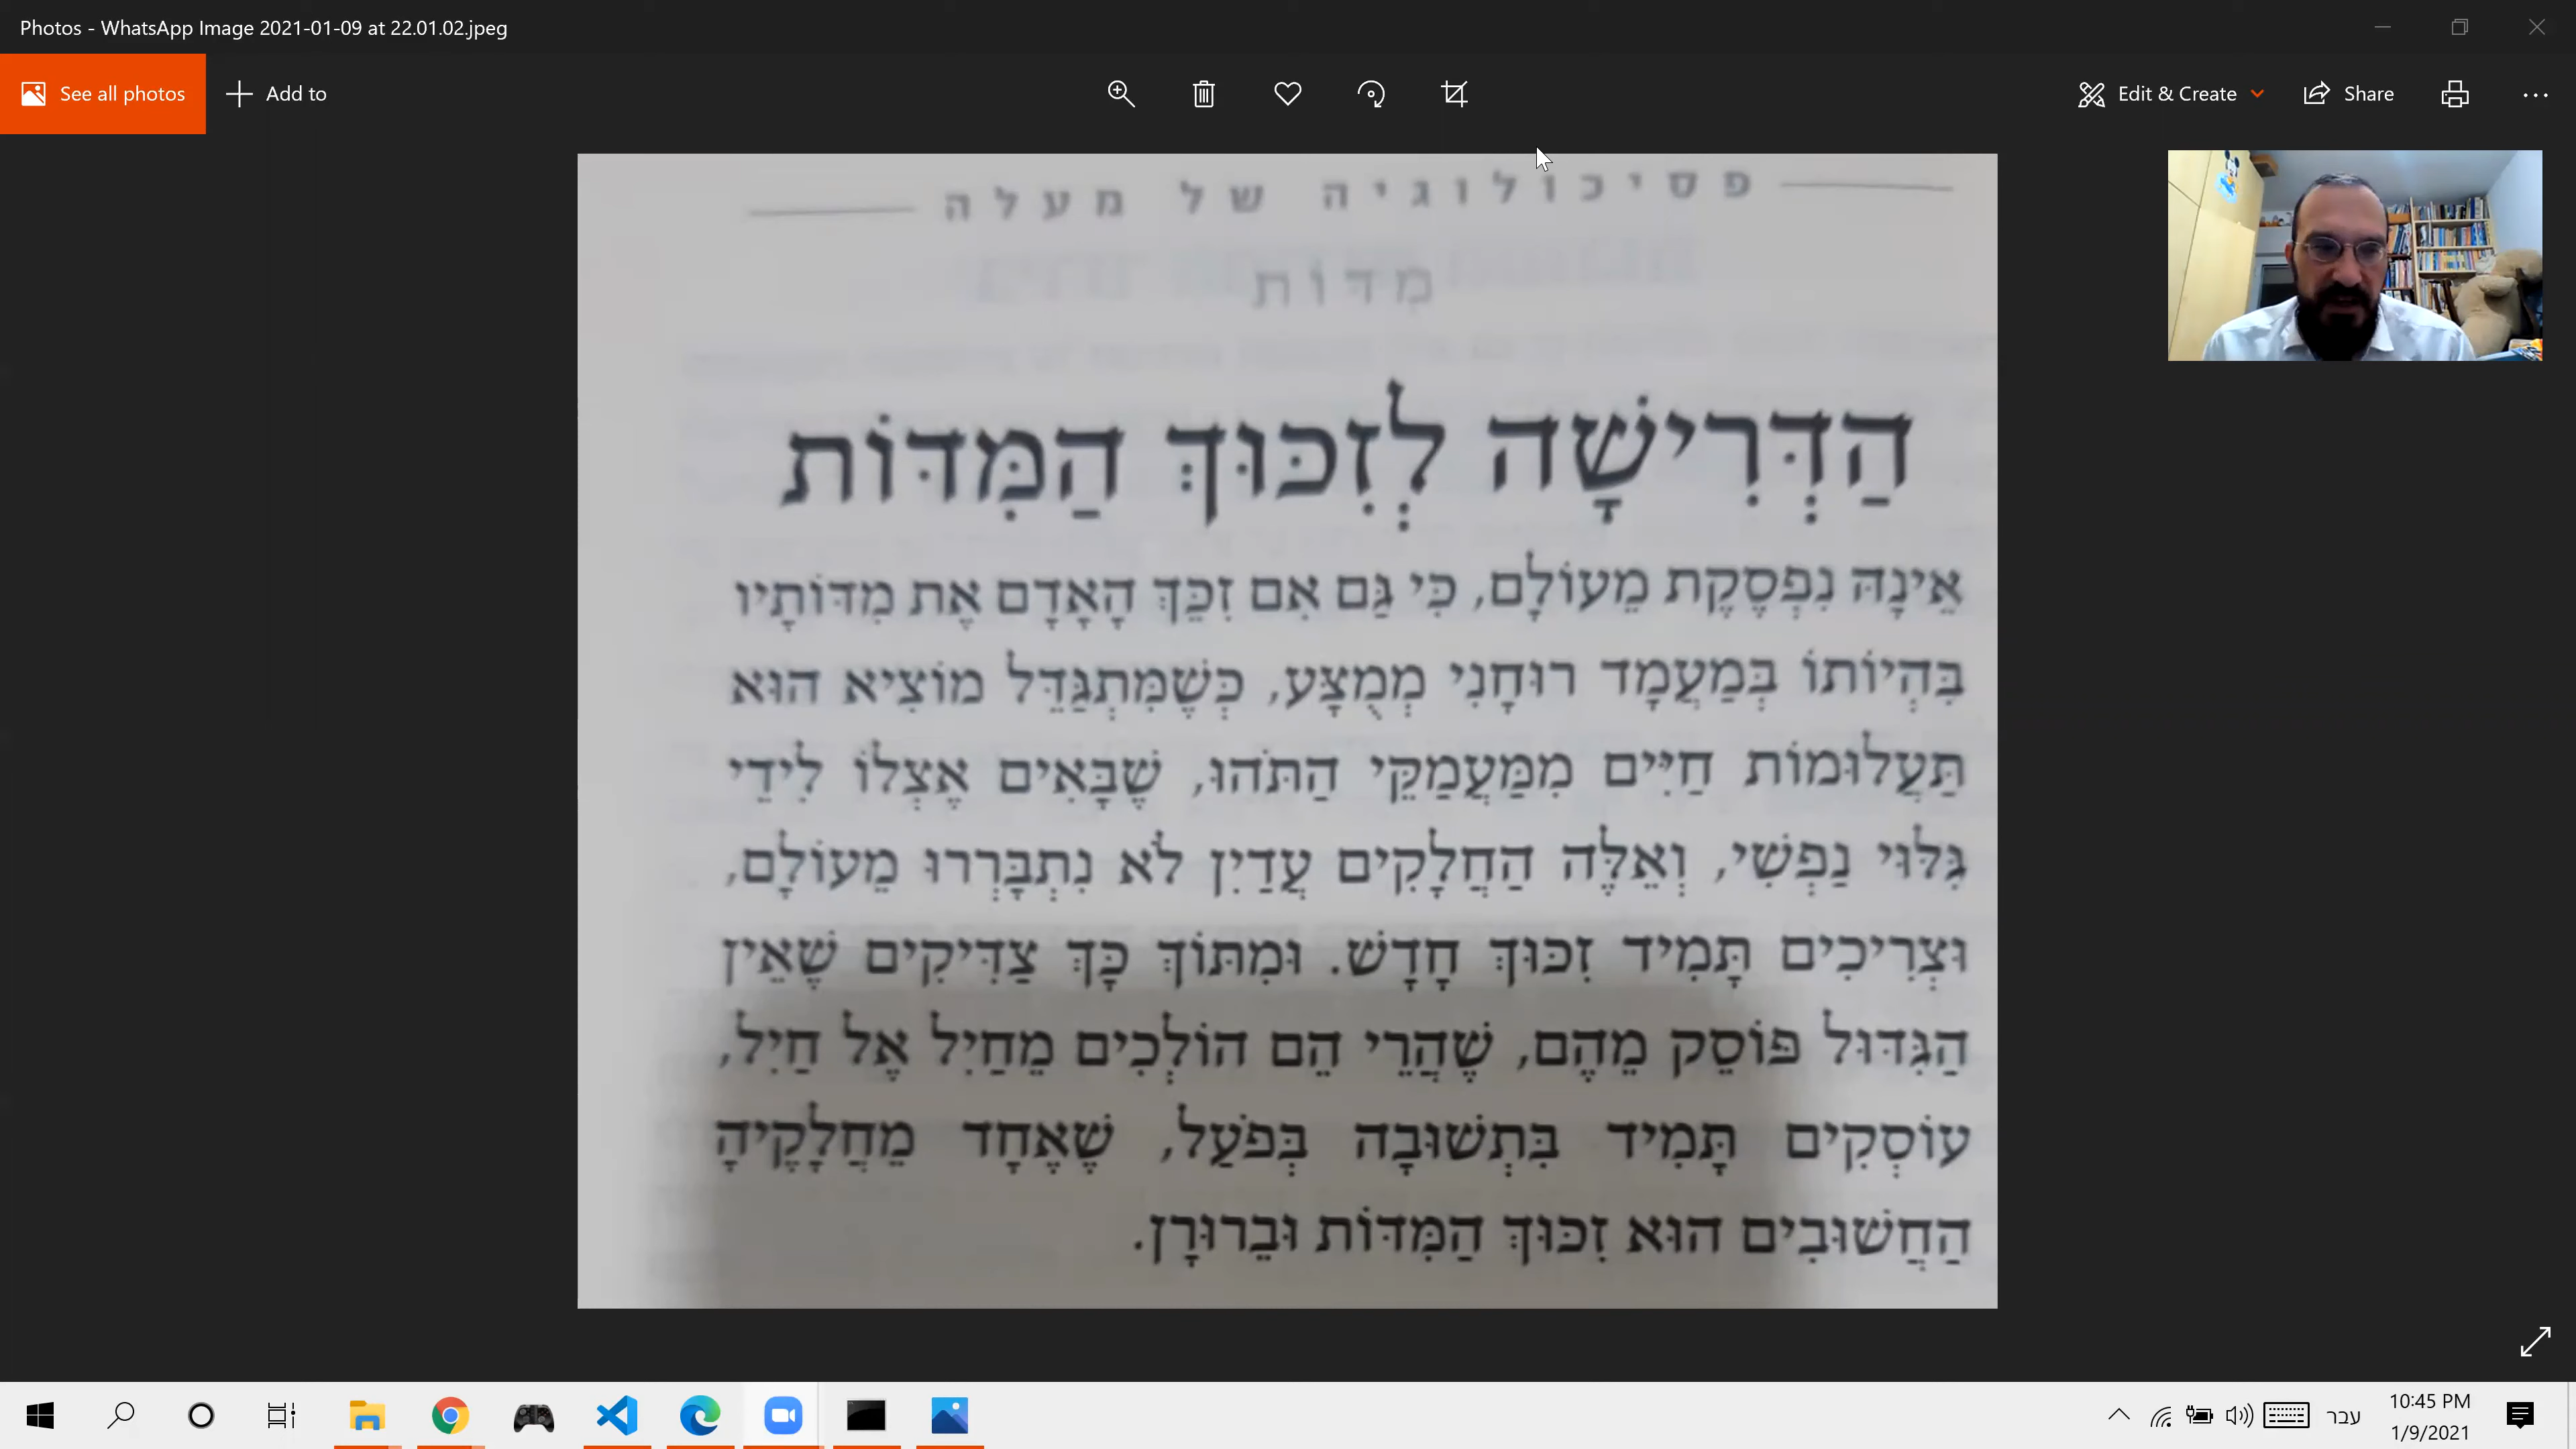 Photos - WhatsApp Image 2021-01-09 at 22.01.02.jpeg
See all photos
Add to
Edit & Create
Share
פסיכולוגיה של מעלה
מִדּוֹת
הַדְּרִישָׁה לְזִכּוּךְ הַמִּדּוֹת
אֵינָהּ נִפְסֶקֶת מֵעוֹלָם, כִּי גַּם אִם זִכֵּךְ הָאָדָם אֶת מִדּוֹתָיו
בִּהְיוֹתוֹ בְּמַעֲמָד רוּחָנִי מְמֻצָּע, כְּשֶׁמִּתְגַּדֵּל מוֹצִיא הוּא
תַּעֲלוּמוֹת חַיִּים מִמַּעֲמַקֵּי הַתֹּהוּ, שֶׁבָּאִים אֶצְלוֹ לִידֵי
גִּלּוּי נַפְשִׁי, וְאֵלֶּה הַחֲלָקִים עֲדַיִן לֹא נִתְבָּרְרוּ מֵעוֹלָם,
וּצְרִיכִים תָּמִיד זִכּוּךְ חָדָשׁ. וּמִתּוֹךְ כָּךְ צַדִּיקִים שֶׁאֵין
הַגִּדּוּל פּוֹסֵק מֵהֶם, שֶׁהֲרֵי הֵם הוֹלְכִים מֵחַיִל אֶל חַיִל,
עוֹסְקִים תָּמִיד בִּתְשׁוּבָה בְּפֹעַל, שֶׁאֶחָד מֵחֲלָקֶיהָ
הַחֲשׁוּבִים הוּא זִכּוּךְ הַמִּדּוֹת וּבֵרוּרָן.
עבר
10:45 PM
1/9/2021